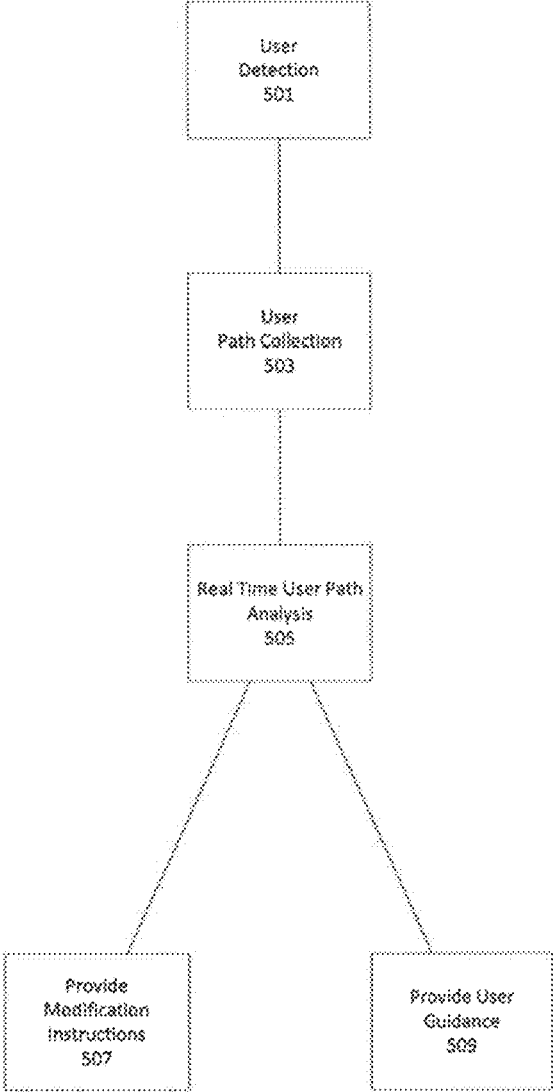 User
Detection
501
User
Path Collection
503
Real Time User Path
Analysis
505
Provide
Modification
Instructions
507
Provide User
Guidance
509